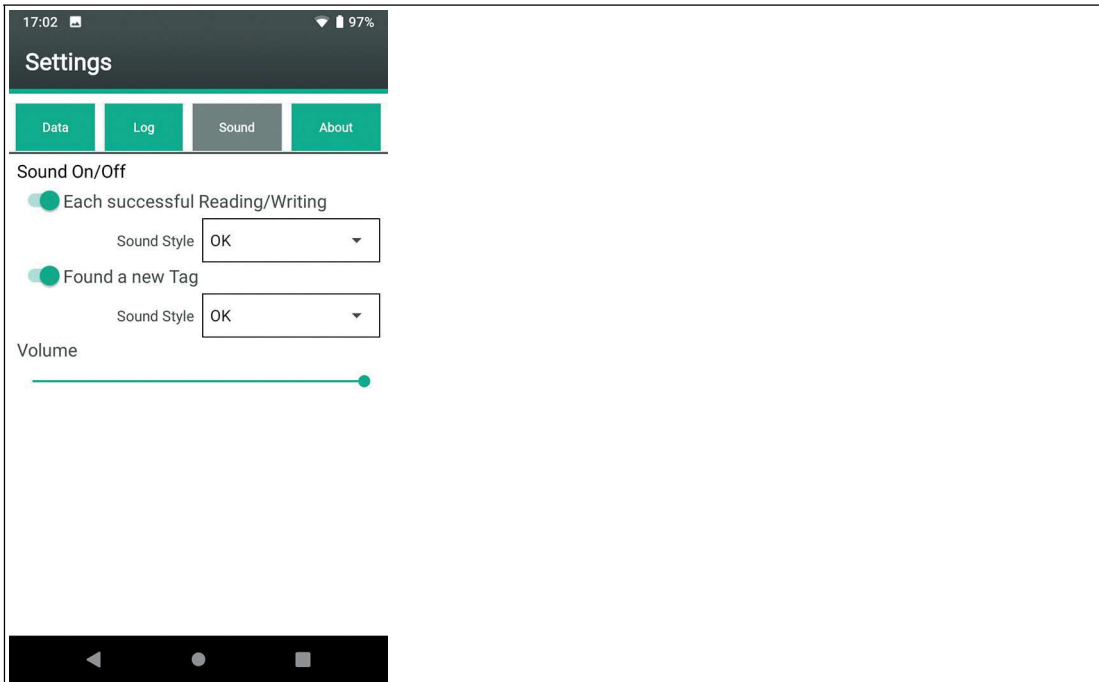 17:02 97%
Settings
Data Log Sound About
Sound On/Off
Each successful Reading/Writing
Sound Style OK
Found a new Tag
Sound Style OK
Volume